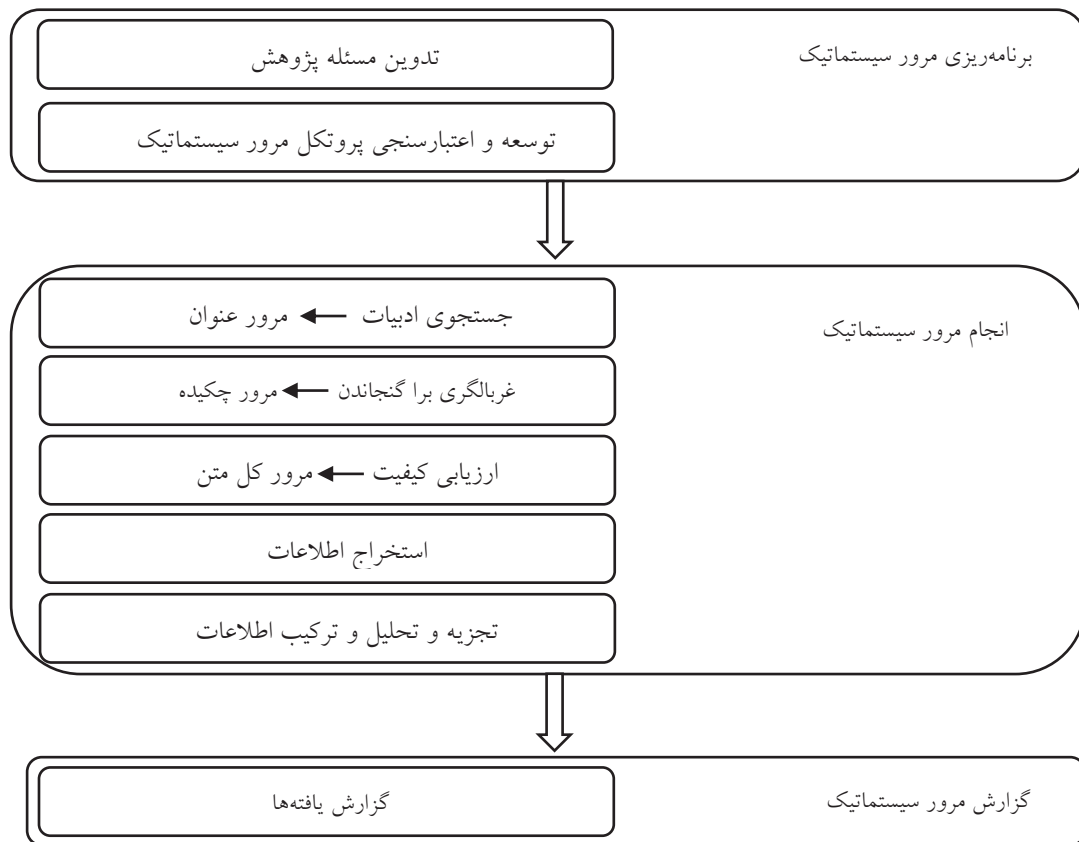 برنامه‌ریزی مرور سیستماتیک
تدوین مسئله پژوهش
توسعه و اعتبارسنجی پروتکل مرور سیستماتیک
انجام مرور سیستماتیک
جستجوی ادبیات ← مرور عنوان
غربالگری برا گنجاندن ← مرور چکیده
ارزیابی کیفیت ← مرور کل متن
استخراج اطلاعات
تجزیه و تحلیل و ترکیب اطلاعات
گزارش مرور سیستماتیک
گزارش یافته‌ها